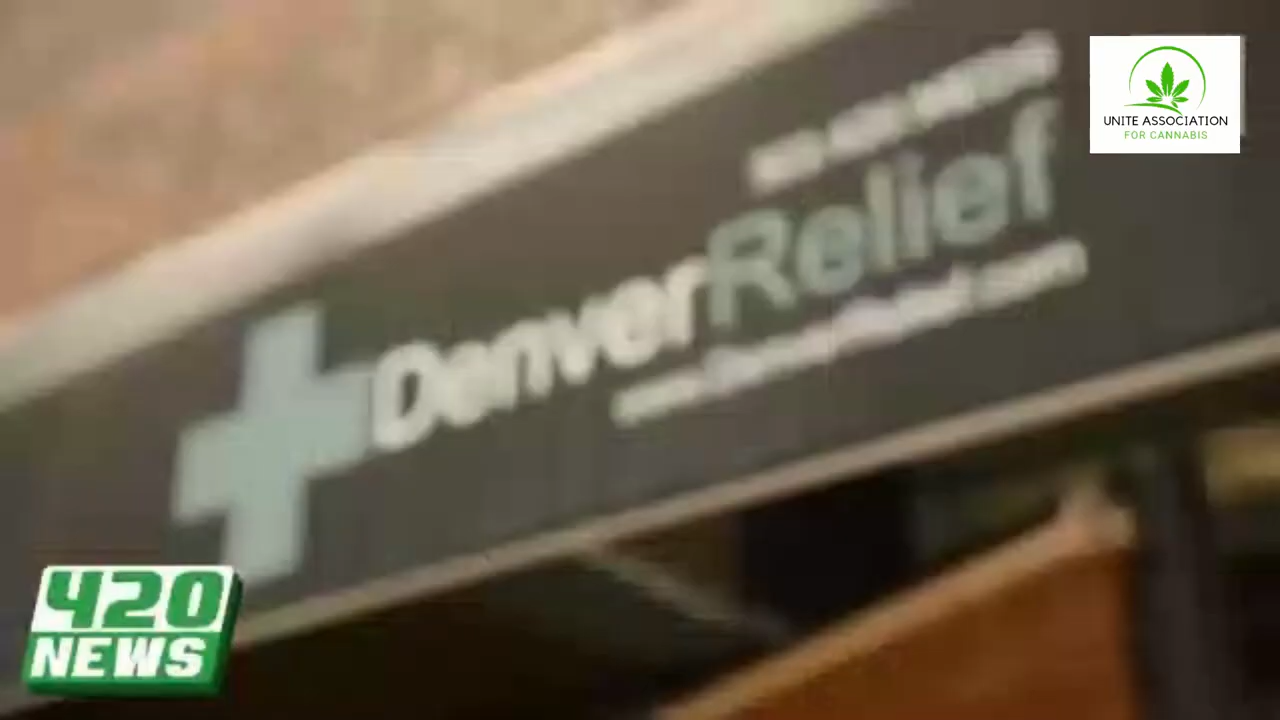 DenverRelief
UNITE ASSOCIATION
FOR CANNABIS
420
NEWS